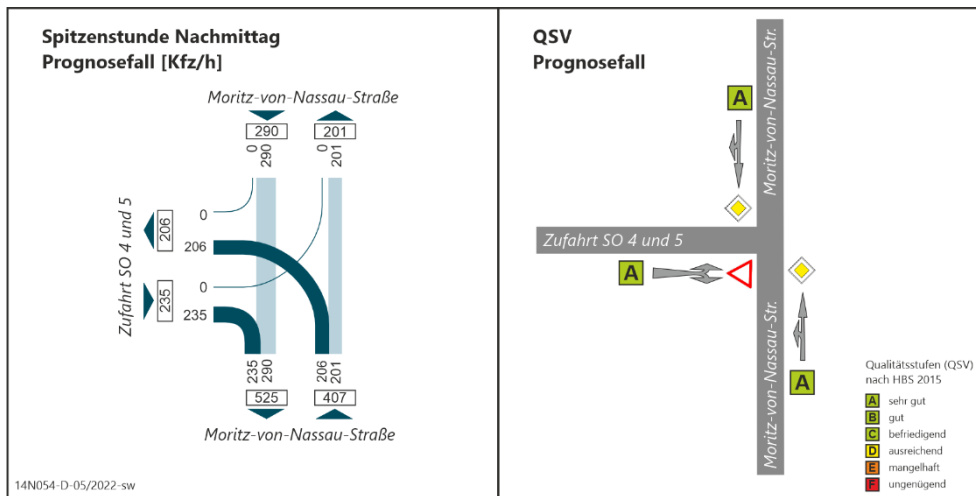 Spitzenstunde Nachmittag
Prognosefall [Kfz/h]
Moritz-von-Nassau-Straße
290
201
0
290
0
201
Zufahrt SO 4 und 5
206
235
0
206
0
235
235
290
206
201
525
407
Moritz-von-Nassau-Straße
14N054-D-05/2022-sw
QSV
Prognosefall
Moritz-von-Nassau-Str.
A
Zufahrt SO 4 und 5
A
Moritz-von-Nassau-Str.
A
Qualitätsstufen (QSV)
nach HBS 2015
A sehr gut
B gut
C befriedigend
D ausreichend
E mangelhaft
F ungenügend